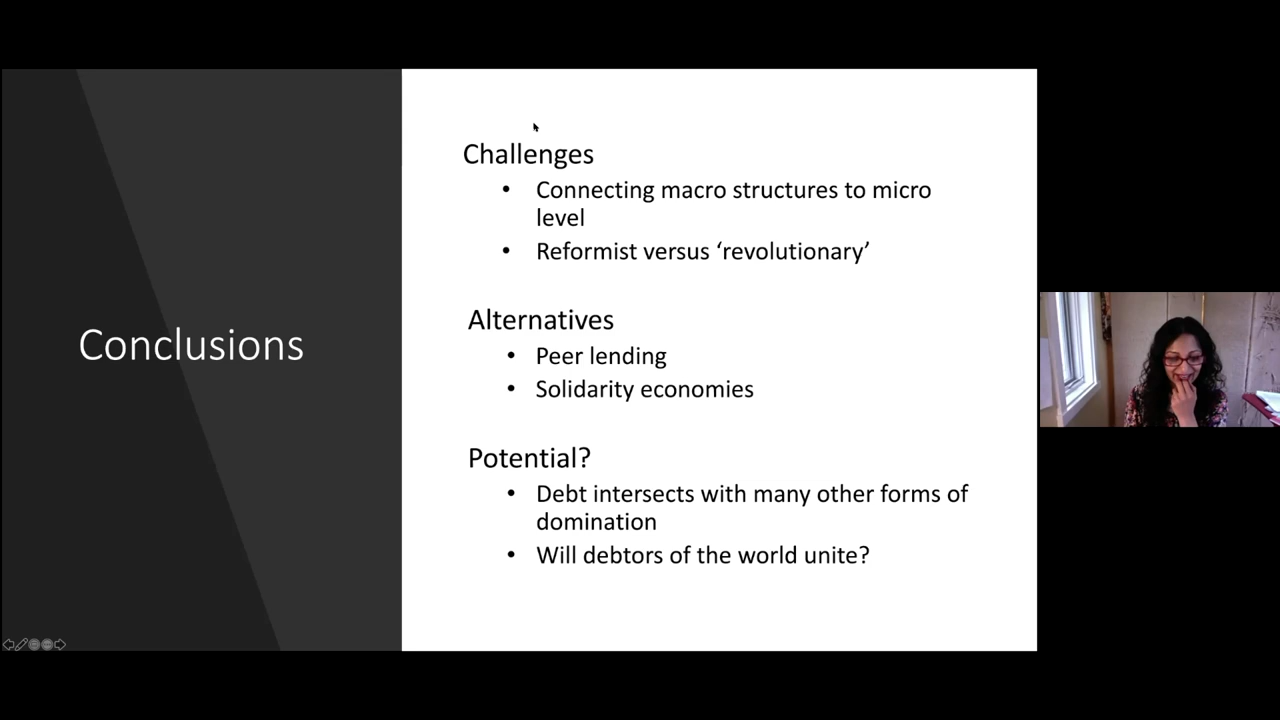 Conclusions
Challenges
• Connecting macro structures to micro
level
• Reformist versus ‘revolutionary’
Alternatives
• Peer lending
• Solidarity economies
Potential?
• Debt intersects with many other forms of
domination
• Will debtors of the world unite?